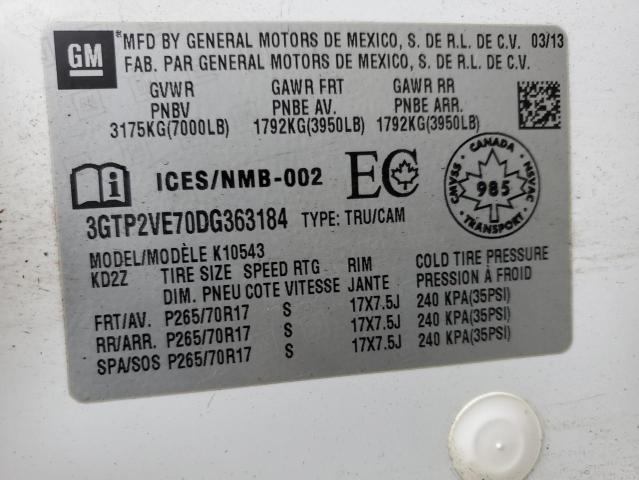 GM
*MFD BY GENERAL MOTORS DE MEXICO, S. DE R.L. DE C.V. 03/13
FAB. PAR GENERAL MOTORS DE MEXICO, S. DE R.L. DE C.V.
GVWR GAWR FRT GAWR RR
PNBV PNBE AV. PNBE ARR.
3175KG(7000LB) 1792KG(3950LB) 1792KG(3950LB)
i ICES/NMB-002 EC
CANADA
CMVSS NSVAC
985
TRANSPORT
3GTP2VE70DG363184 TYPE: TRU/CAM
MODEL/MODÈLE K10543
KD2Z TIRE SIZE SPEED RTG RIM COLD TIRE PRESSURE
DIM. PNEU COTE VITESSE JANTE PRESSION À FROID
FRT/AV. P265/70R17 S 17X7.5J 240 KPA(35PSI)
RR/ARR. P265/70R17 S 17X7.5J 240 KPA(35PSI)
SPA/SOS P265/70R17 S 17X7.5J 240 KPA(35PSI)